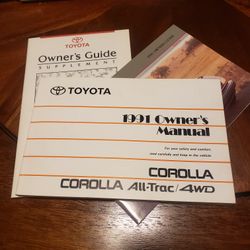 TOYOTA
Owner's Guide
SUPPLEMENT
TOYOTA
1991 Owner's
Manual
For your safety and comfort,
read carefully and keep in the vehicle.
COROLLA
COROLLA All-Trac/4WD